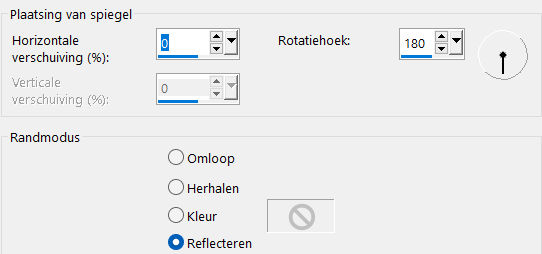 Plaatsing van spiegel
Horizontale
verschuiving (%):
0
Rotatiehoek:
180
Verticale
verschuiving (%):
0
Randmodus
Omloop
Herhalen
Kleur
Reflecteren